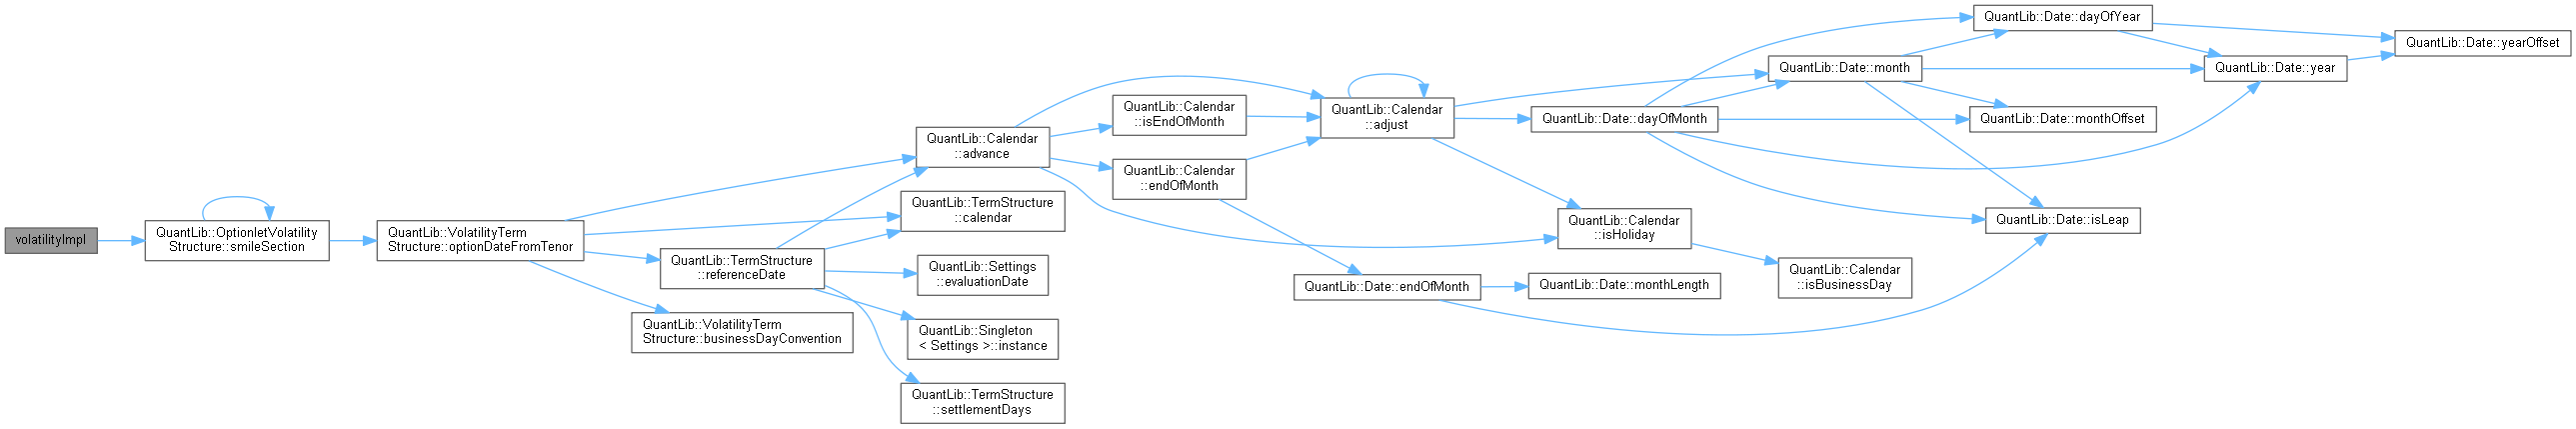 volatilityImpl
QuantLib::OptionletVolatility
Structure::smileSection
QuantLib::VolatilityTerm
Structure::optionDateFromTenor
QuantLib::Calendar
::advance
QuantLib::TermStructure
::calendar
QuantLib::TermStructure
::referenceDate
QuantLib::Settings
::evaluationDate
QuantLib::VolatilityTerm
Structure::businessDayConvention
QuantLib::Singleton
< Settings >::instance
QuantLib::TermStructure
::settlementDays
QuantLib::Calendar
::isEndOfMonth
QuantLib::Calendar
::endOfMonth
QuantLib::Calendar
::adjust
QuantLib::Date::endOfMonth
QuantLib::Date::monthLength
QuantLib::Date::dayOfMonth
QuantLib::Calendar
::isHoliday
QuantLib::Date::month
QuantLib::Calendar
::isBusinessDay
QuantLib::Date::dayOfYear
QuantLib::Date::monthOffset
QuantLib::Date::isLeap
QuantLib::Date::year
QuantLib::Date::yearOffset